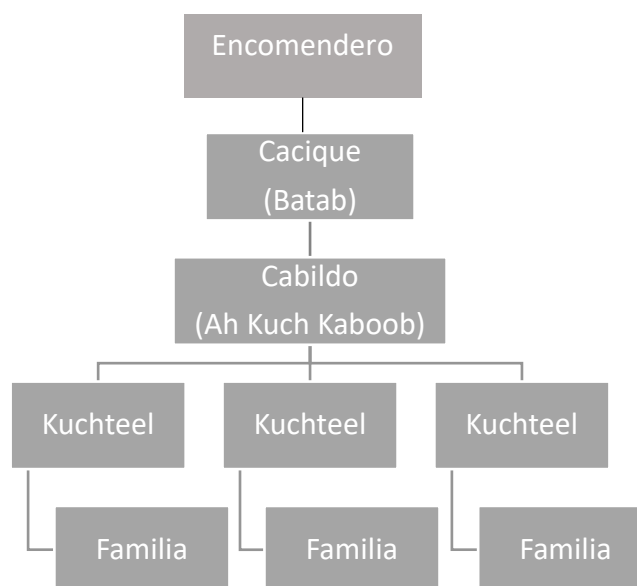 Encomendero
Cacique
(Batab)
Cabildo
(Ah Kuch Kaboob)
Kuchteel
Kuchteel
Kuchteel
Familia
Familia
Familia